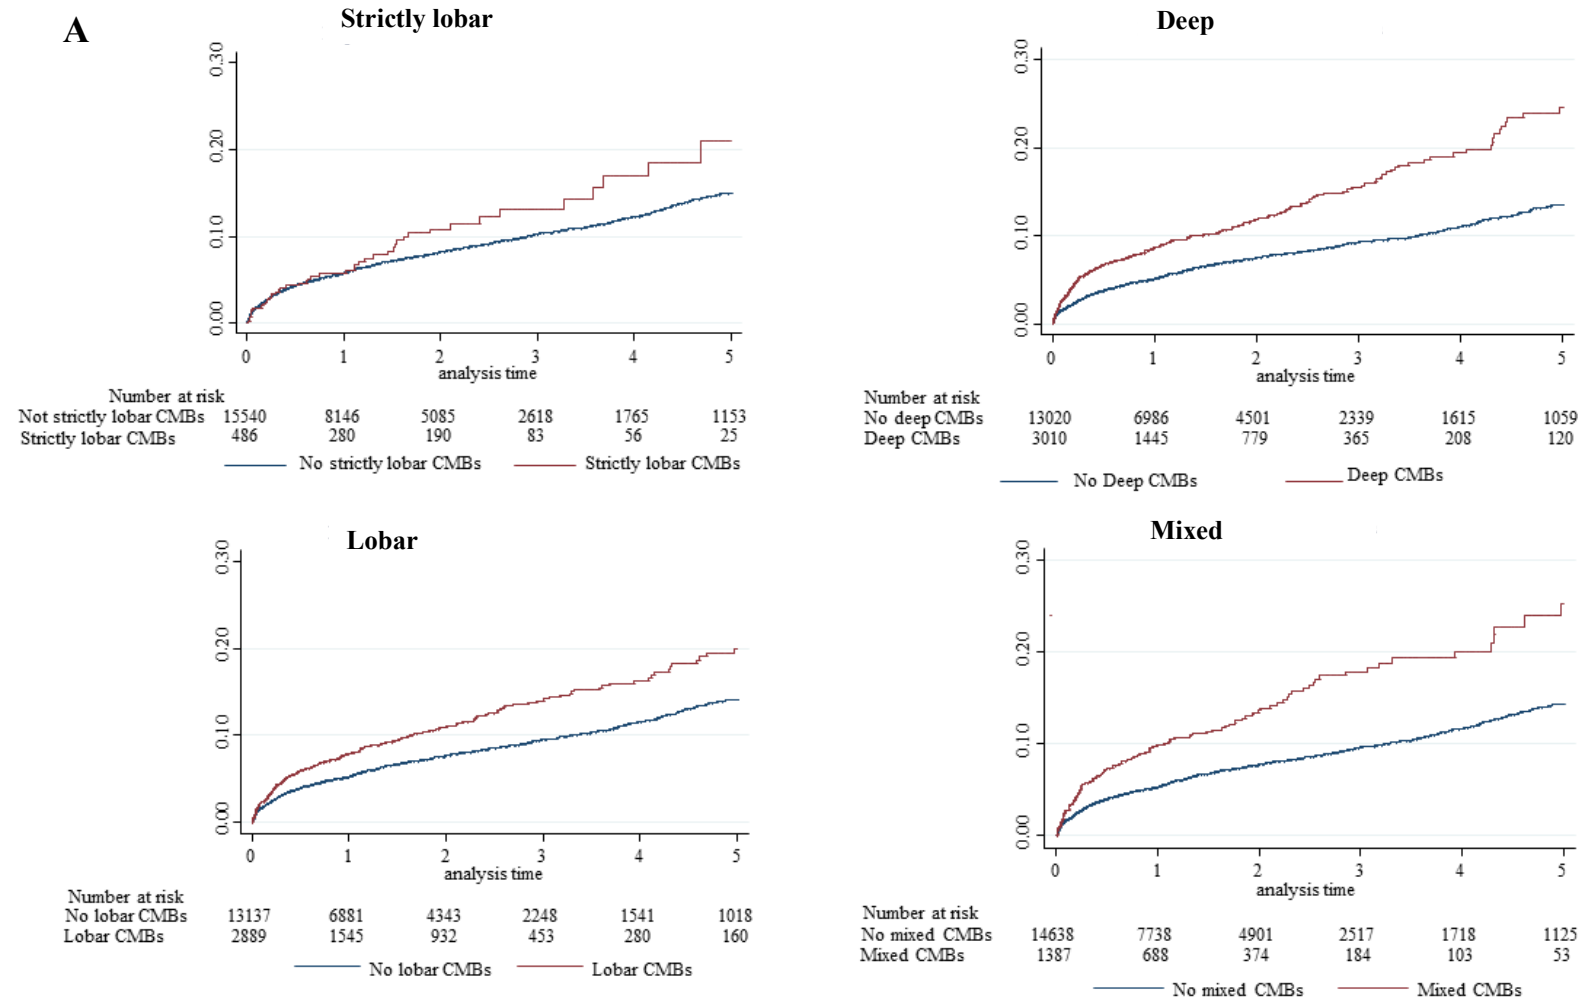 A
Strictly lobar
0.30
0.20
0.10
0.00
0 1 2 3 4 5
analysis time
Number at risk
Not strictly lobar CMBs 15540 8146 5085 2618 1765 1153
Strictly lobar CMBs 486 280 190 83 56 25
No strictly lobar CMBs Strictly lobar CMBs
Deep
0.30
0.20
0.10
0.00
0 1 2 3 4 5
analysis time
Number at risk
No deep CMBs 13020 6986 4501 2339 1615 1059
Deep CMBs 3010 1445 779 365 208 120
No Deep CMBs Deep CMBs
Lobar
0.30
0.20
0.10
0.00
0 1 2 3 4 5
analysis time
Number at risk
No lobar CMBs 13137 6881 4343 2248 1541 1018
Lobar CMBs 2889 1545 932 453 280 160
No lobar CMBs Lobar CMBs
Mixed
0.30
0.20
0.10
0.00
0 1 2 3 4 5
analysis time
Number at risk
No mixed CMBs 14638 7738 4901 2517 1718 1125
Mixed CMBs 1387 688 374 184 103 53
No mixed CMBs Mixed CMBs